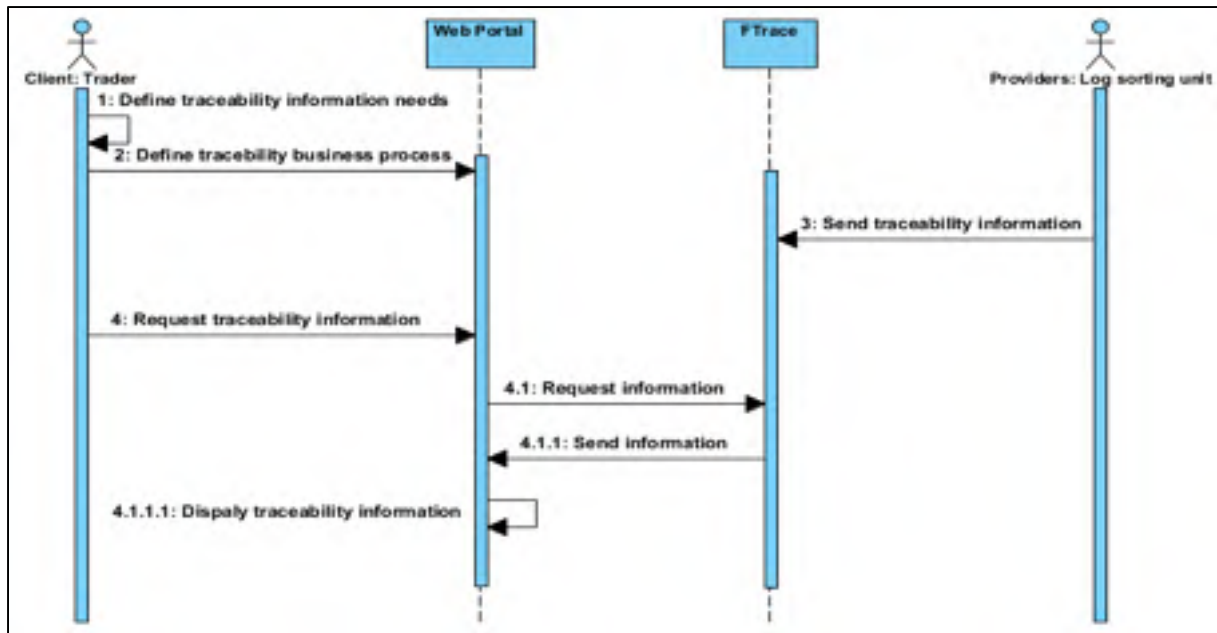 Web Portal
FTrace
Client: Trader
Providers: Log sorting unit
1: Define traceability information needs
2: Define tracebility business process
3: Send traceability information
4: Request traceability information
4.1: Request information
4.1.1: Send information
4.1.1.1: Dispaly traceability information